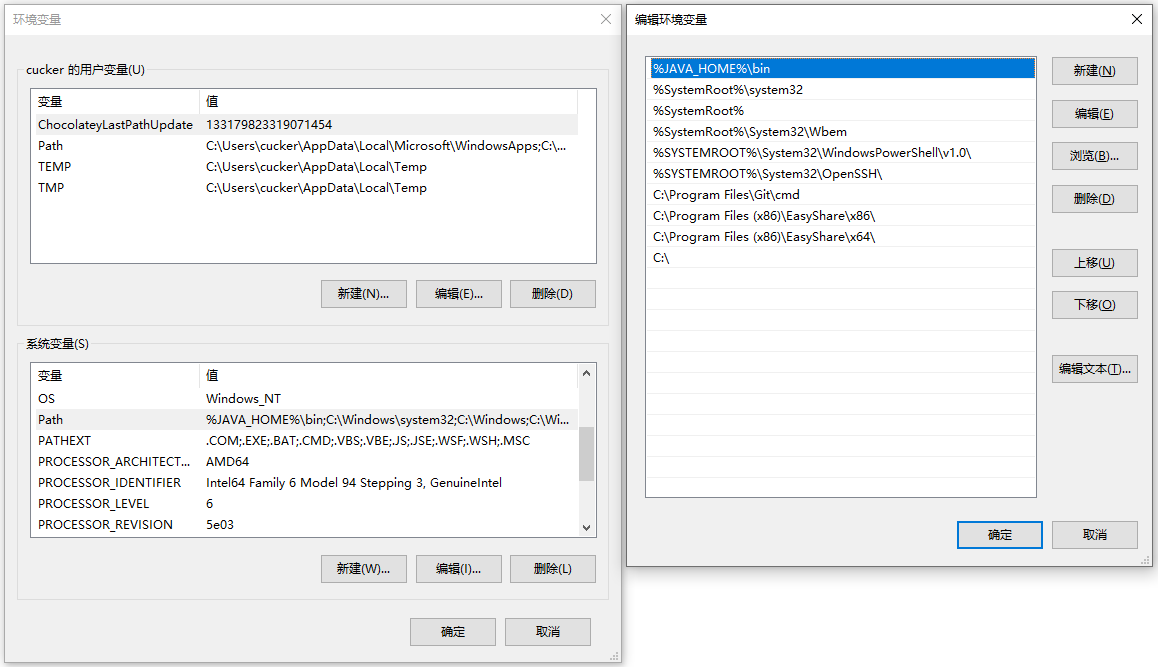 环境变量
cucker 的用户变量(U)
变量 值
ChocolateyLastPathUpdate 133179823319071454
Path C:\Users\cucker\AppData\Local\Microsoft\WindowsApps;C:\...
TEMP C:\Users\cucker\AppData\Local\Temp
TMP C:\Users\cucker\AppData\Local\Temp
新建(N)... 编辑(E)... 删除(D)
系统变量(S)
变量 值
OS Windows_NT
Path %JAVA_HOME%\bin;C:\Windows\system32;C:\Windows;C:\Wi...
PATHEXT .COM;.EXE;.BAT;.CMD;.VBS;.VBE;.JS;.JSE;.WSF;.WSH;.MSC
PROCESSOR_ARCHITECT... AMD64
PROCESSOR_IDENTIFIER Intel64 Family 6 Model 94 Stepping 3, GenuineIntel
PROCESSOR_LEVEL 6
PROCESSOR_REVISION 5e03
新建(W)... 编辑(I)... 删除(L)
确定 取消
编辑环境变量
%JAVA_HOME%\bin
%SystemRoot%\system32
%SystemRoot%
%SystemRoot%\System32\Wbem
%SYSTEMROOT%\System32\WindowsPowerShell\v1.0\
%SYSTEMROOT%\System32\OpenSSH\
C:\Program Files\Git\cmd
C:\Program Files (x86)\EasyShare\x86\
C:\Program Files (x86)\EasyShare\x64\
C:\
新建(N)
编辑(E)
浏览(B)...
删除(D)
上移(U)
下移(O)
编辑文本(T)...
确定 取消